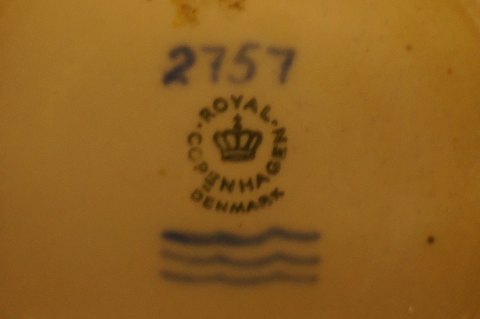 2757
ROYAL
COPENHAGEN
DENMARK